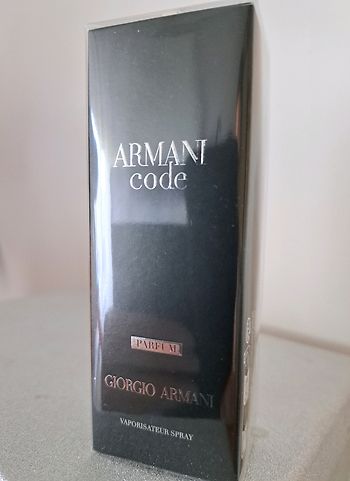 ARMANI
code
PARFUM
GIORGIO ARMANI
VAPORISATEUR SPRAY